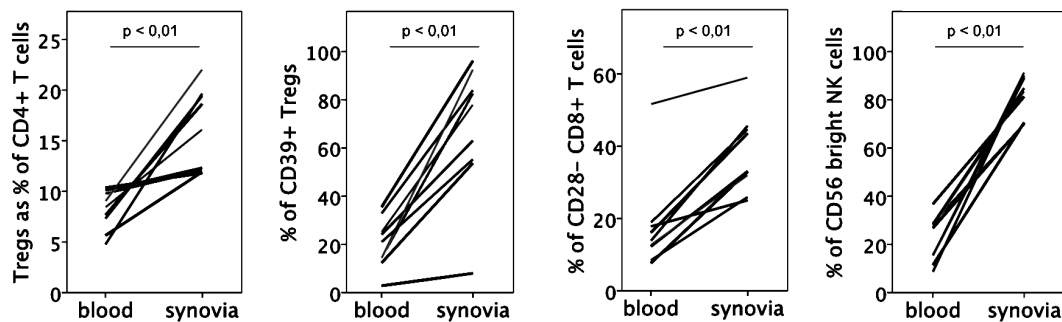 Tregs as % of CD4+ T cells
25
20
15
10
5
0
p < 0,01
blood synovia
% of CD39+ Tregs
100
80
60
40
20
0
p < 0,01
blood synovia
% of CD28− CD8+ T cells
60
40
20
0
p < 0,01
blood synovia
% of CD56 bright NK cells
100
80
60
40
20
0
p < 0,01
blood synovia